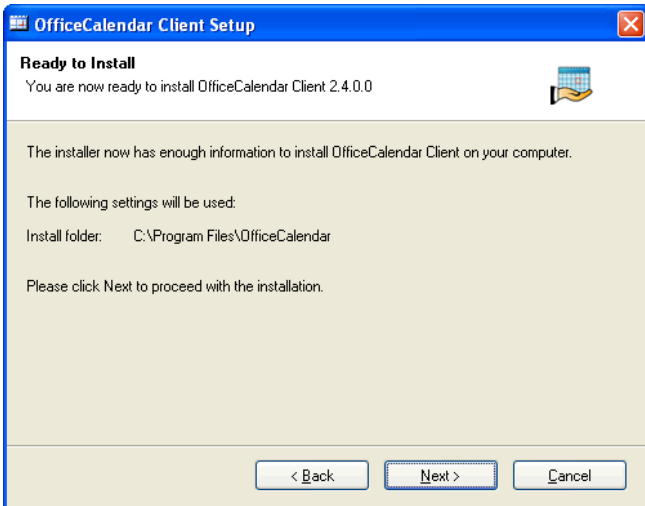 OfficeCalendar Client Setup
Ready to Install
You are now ready to install OfficeCalendar Client 2.4.0.0
The installer now has enough information to install OfficeCalendar Client on your computer.
The following settings will be used:
Install folder: C:\Program Files\OfficeCalendar
Please click Next to proceed with the installation.
< Back Next > Cancel